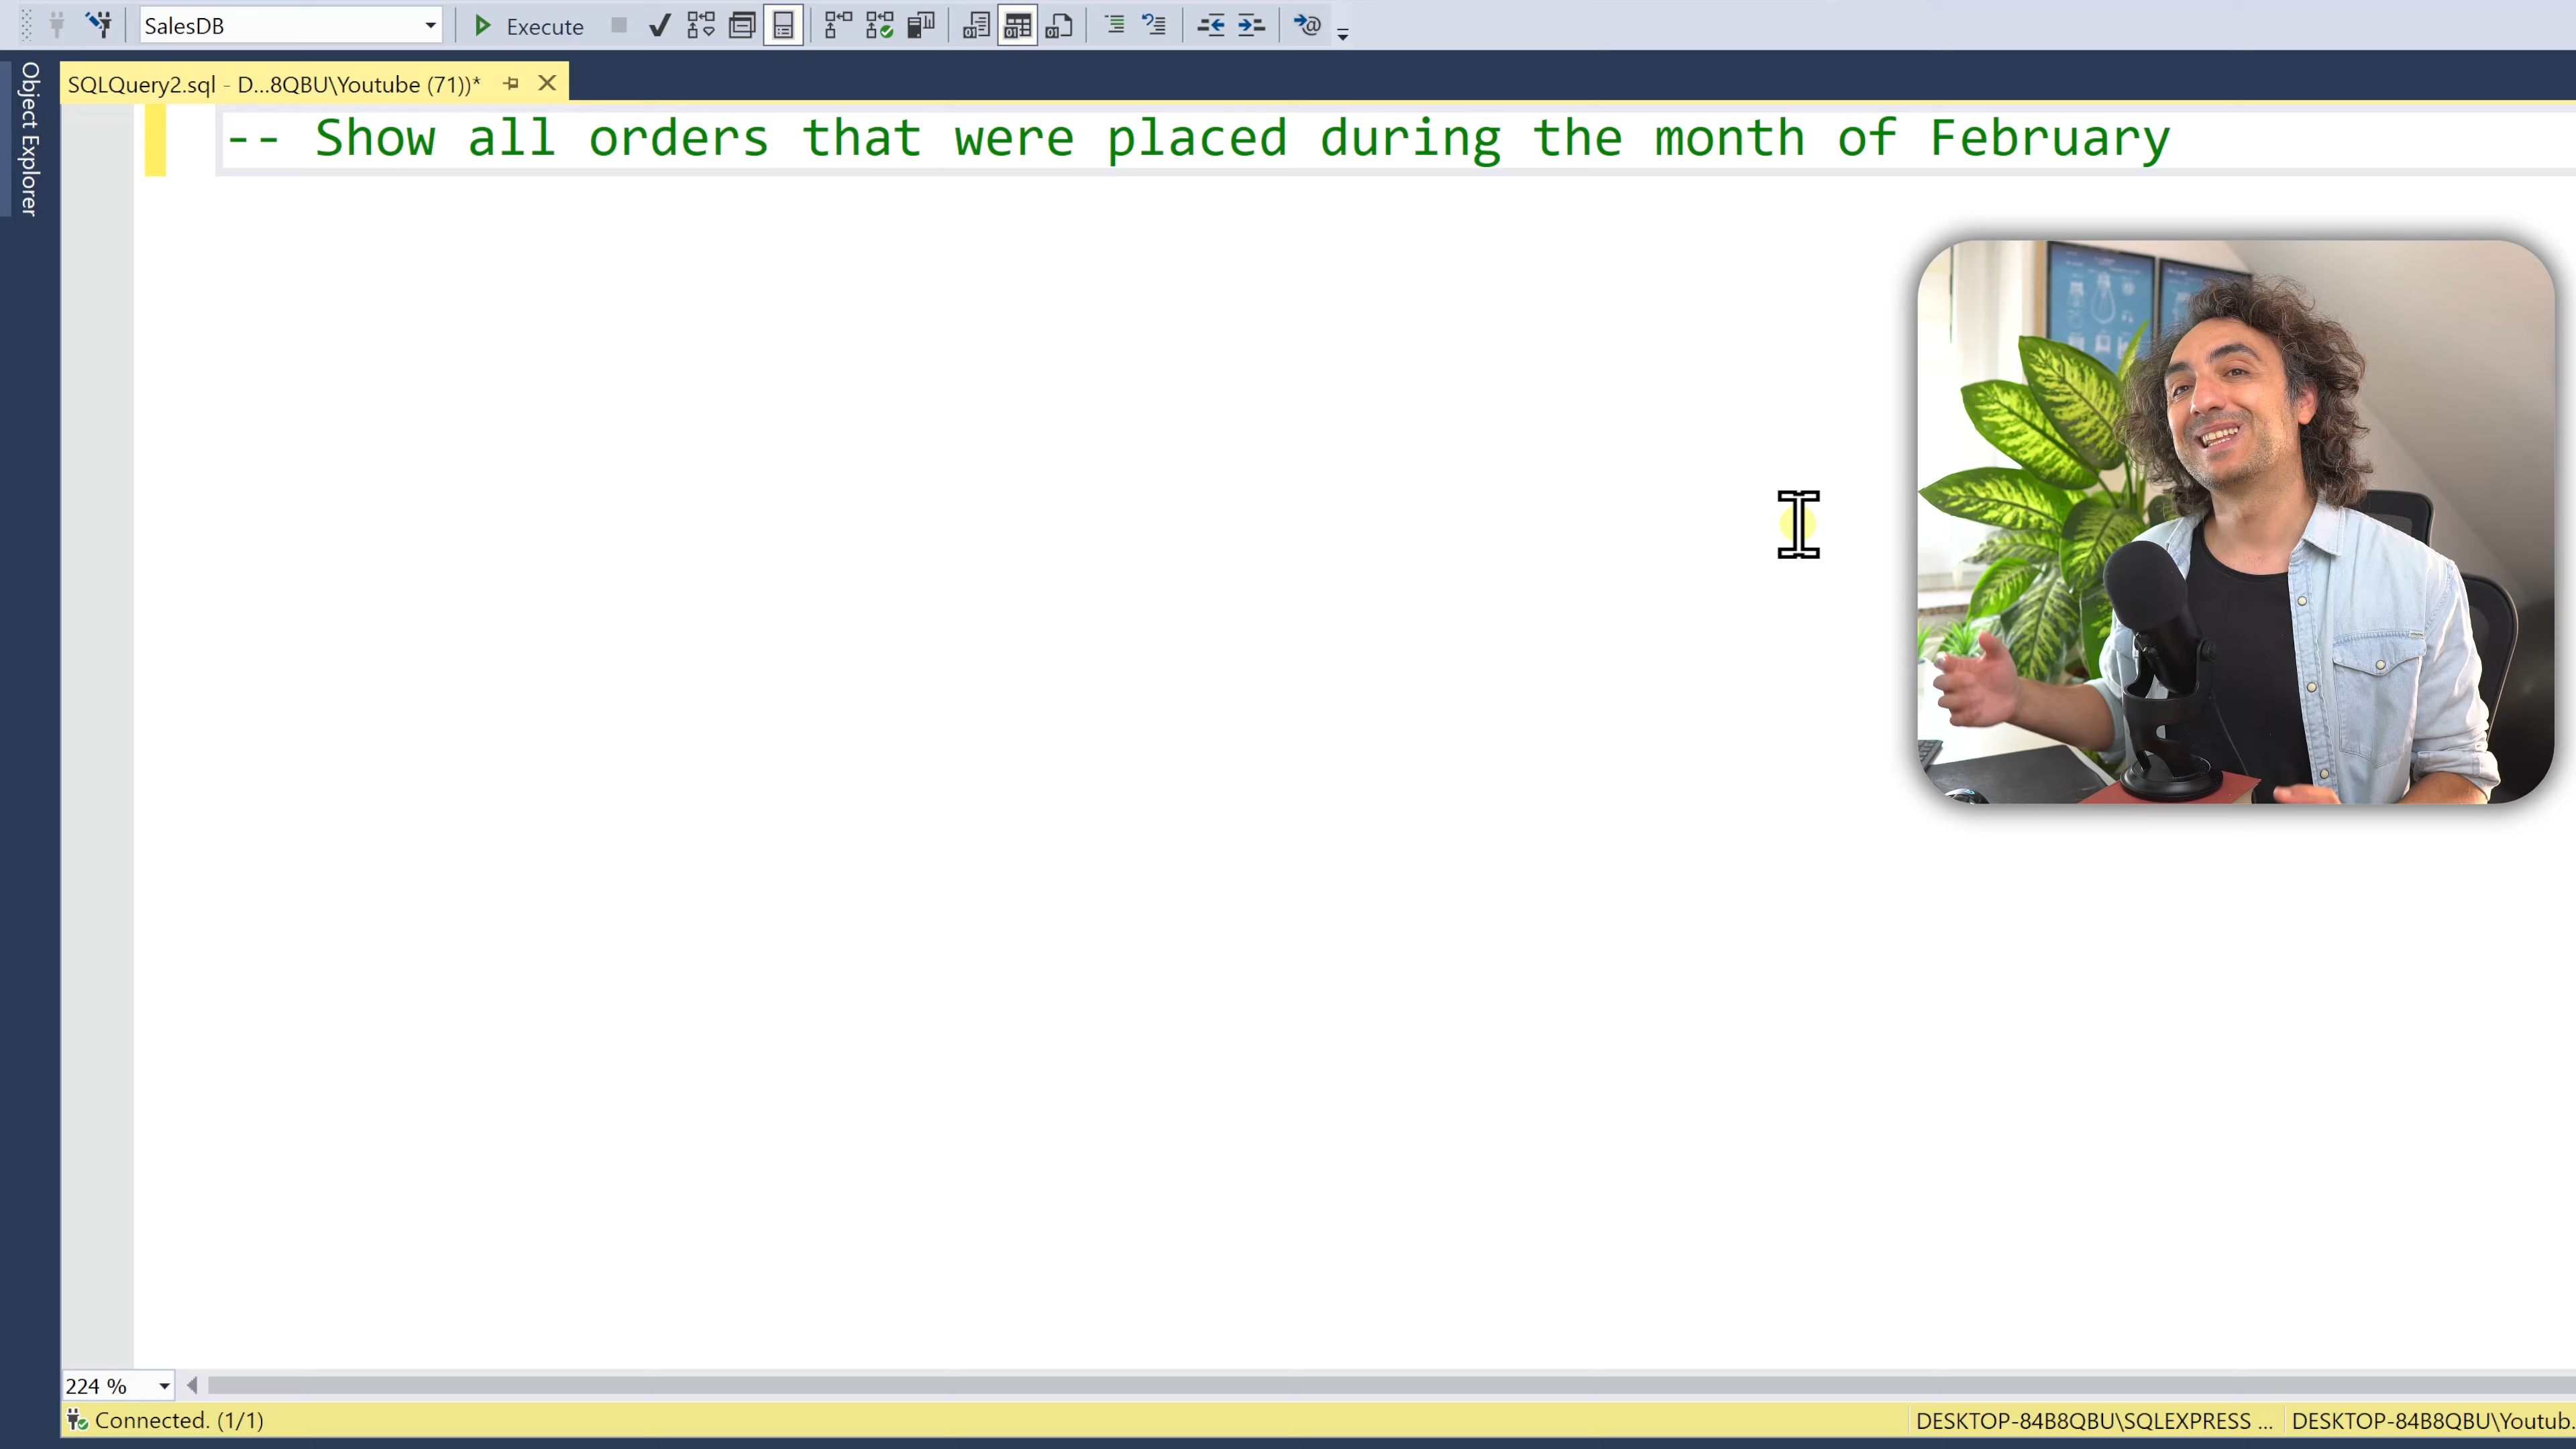 SalesDB
Execute
Object Explorer
SQLQuery2.sql - D...8QBU\Youtube (71))*
-- Show all orders that were placed during the month of February
224 %
Connected. (1/1)
DESKTOP-84B8QBU\SQLEXPRESS ...
DESKTOP-84B8QBU\Youtub...